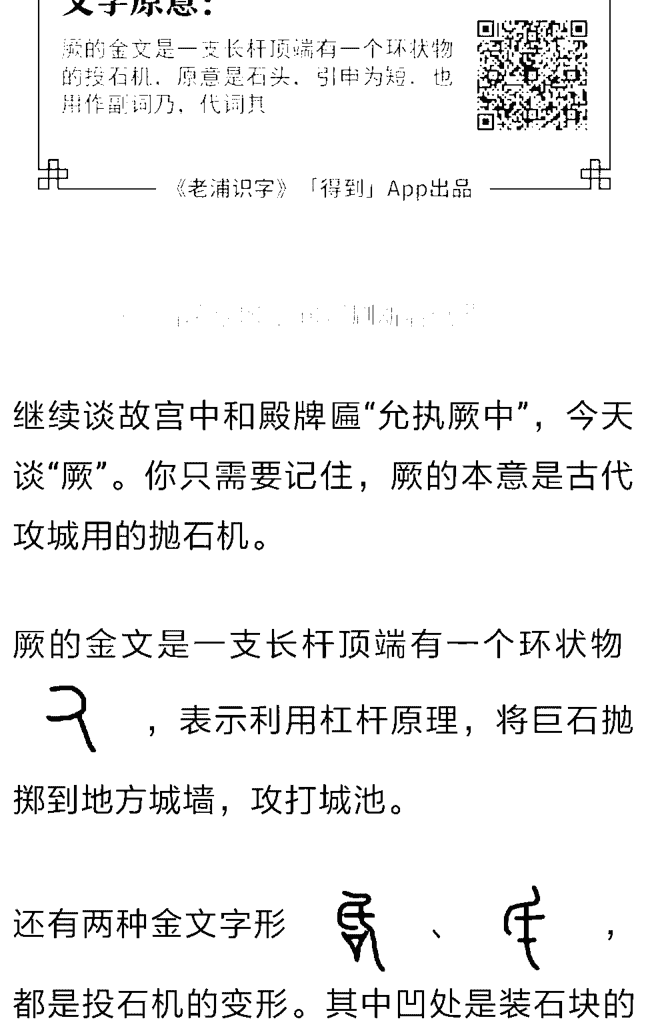 文字原意：
厥的金文是一支长杆顶端有一个环状物
的投石机，原意是石头，引申为短，也
用作副词乃，代词其
《老浦识字》「得到」App出品
继续谈故宫中和殿牌匾“允执厥中”，今天
谈“厥”。你只需要记住，厥的本意是古代
攻城用的抛石机。
厥的金文是一支长杆顶端有一个环状物
，表示利用杠杆原理，将巨石抛
掷到地方城墙，攻打城池。
还有两种金文字形 、 ，
都是投石机的变形。其中凹处是装石块的